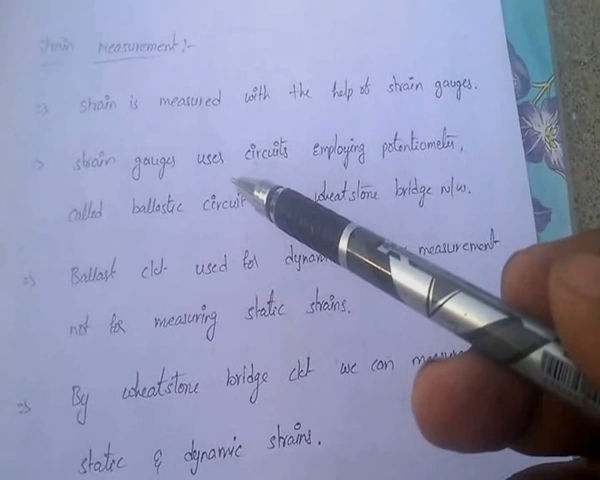 Strain Measurement:-
⇒ Strain is measured with the help of strain gauges.
⇒ strain gauges uses circuits employing potentiometer,
called ballastic circuit wheatstone bridge n/w.
⇒ Ballast ckt used for dynam measurement
not for measuring static strains.
⇒ By wheatstone bridge ckt we can
static & dynamic strains.